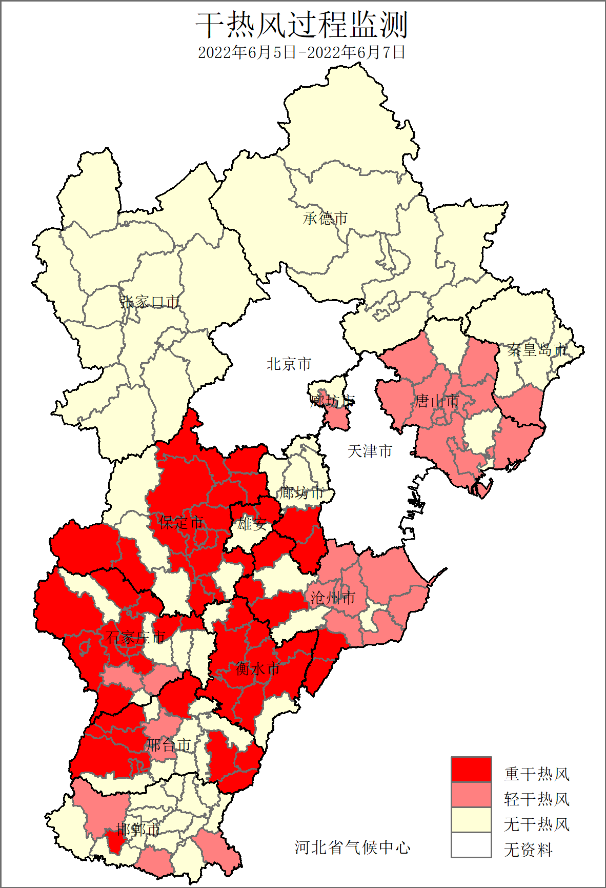 干热风过程监测
2022年6月5日-2022年6月7日
承德市
张家口市
秦皇岛市
北京市
廊坊市
唐山市
天津市
廊坊市
保定市
雄安
沧州市
石家庄市
衡水市
邢台市
邯郸市
重干热风
轻干热风
无干热风
无资料
河北省气候中心